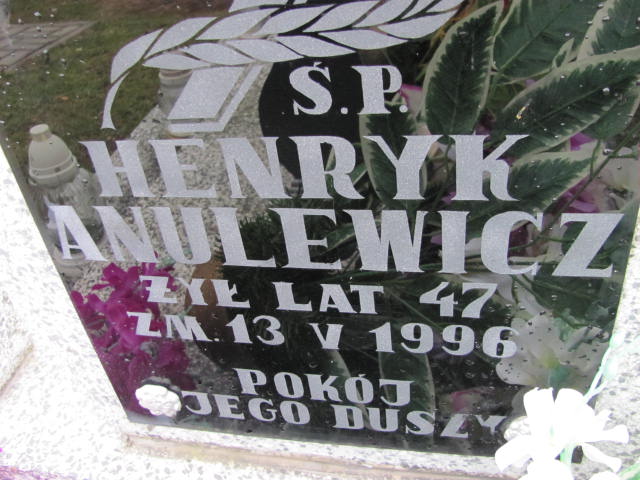 Ś.P.
HENRYK
ANULEWICZ
ŻYŁ LAT 47
ZM. 13 V 1996
POKÓJ
JEGO DUSZY